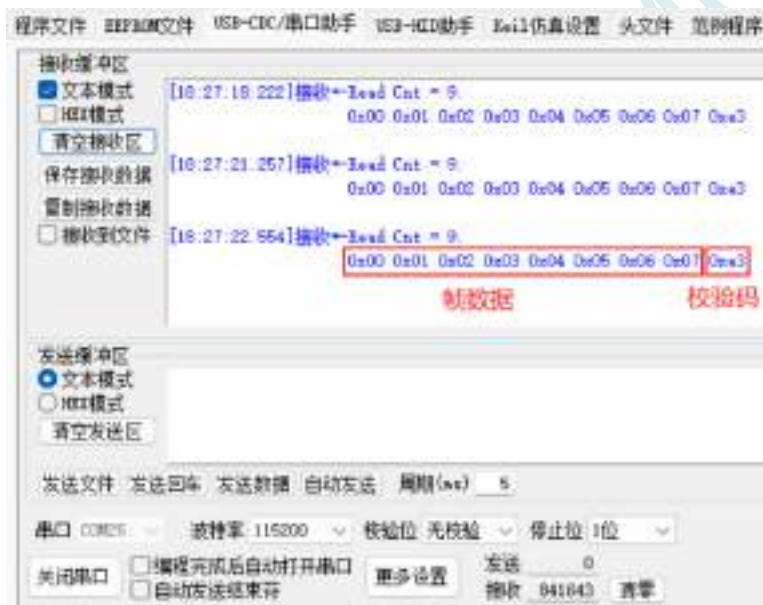 程序文件 EEPROM文件 USB-CDC/串口助手 USB-HID助手 Keil仿真设置 头文件 范例程序
接收缓冲区
文本模式
HEX模式
清空接收区
保存接收数据
复制接收数据
接收到文件
[18:27:18.222]接收←Read Cnt = 9.
0x00 0x01 0x02 0x03 0x04 0x05 0x06 0x07 0xa3
[18:27:21.257]接收←Read Cnt = 9.
0x00 0x01 0x02 0x03 0x04 0x05 0x06 0x07 0xa3
[18:27:22.554]接收←Read Cnt = 9.
0x00 0x01 0x02 0x03 0x04 0x05 0x06 0x07 0xa3
帧数据 校验码
发送缓冲区
文本模式
HEX模式
清空发送区
发送文件 发送回车 发送数据 自动发送 周期(ms) 5
串口 COM25 波特率 115200 校验位 无校验 停止位 1位
关闭串口
编程完成后自动打开串口
自动发送结束符
更多设置
发送 0
接收 941643 清零